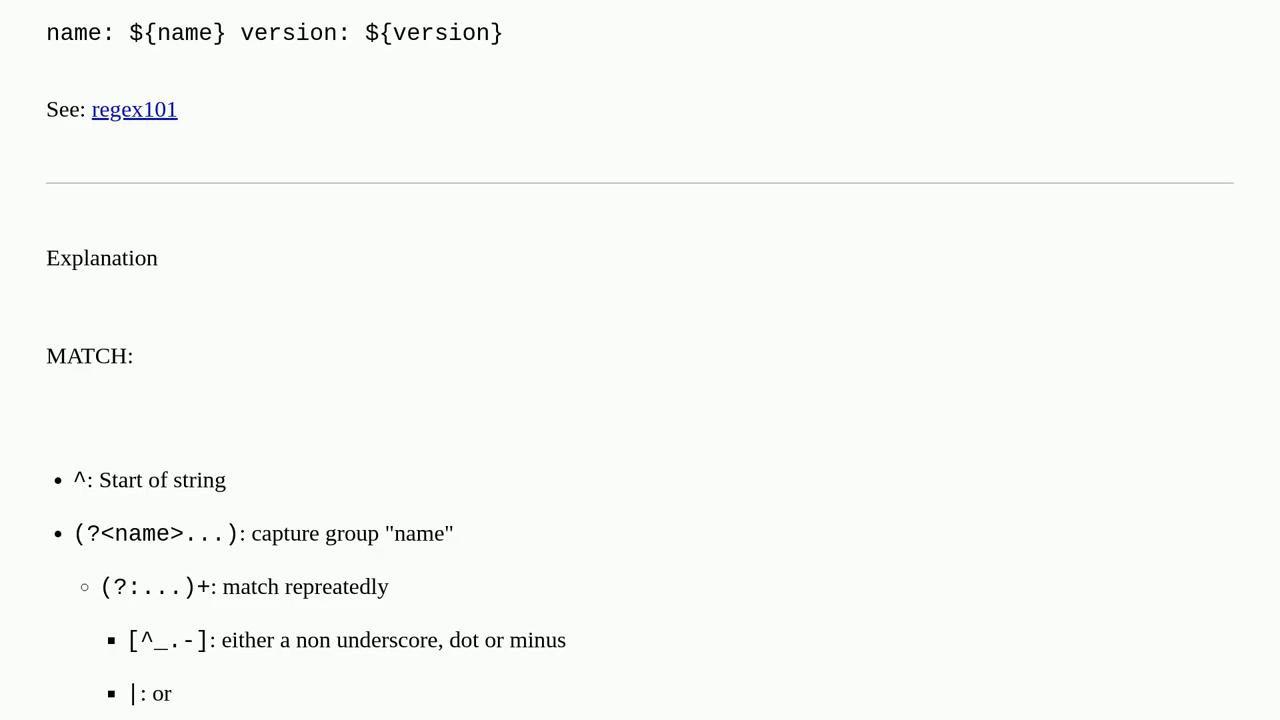 name: ${name} version: ${version}
See: regex101
Explanation
MATCH:
^: Start of string
(?<name>...): capture group "name"
(?:...)+: match repreatedly
[^_.-]: either a non underscore, dot or minus
|: or